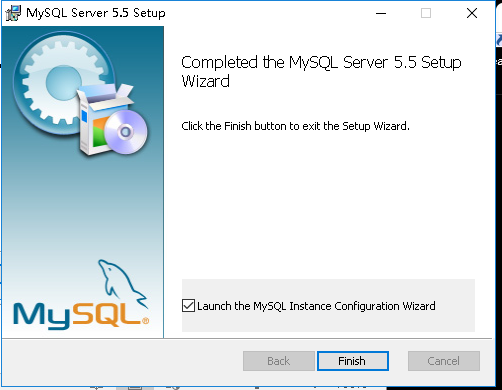 MySQL Server 5.5 Setup
Completed the MySQL Server 5.5 Setup
Wizard
Click the Finish button to exit the Setup Wizard.
MySQL®
Launch the MySQL Instance Configuration Wizard
Back
Finish
Cancel